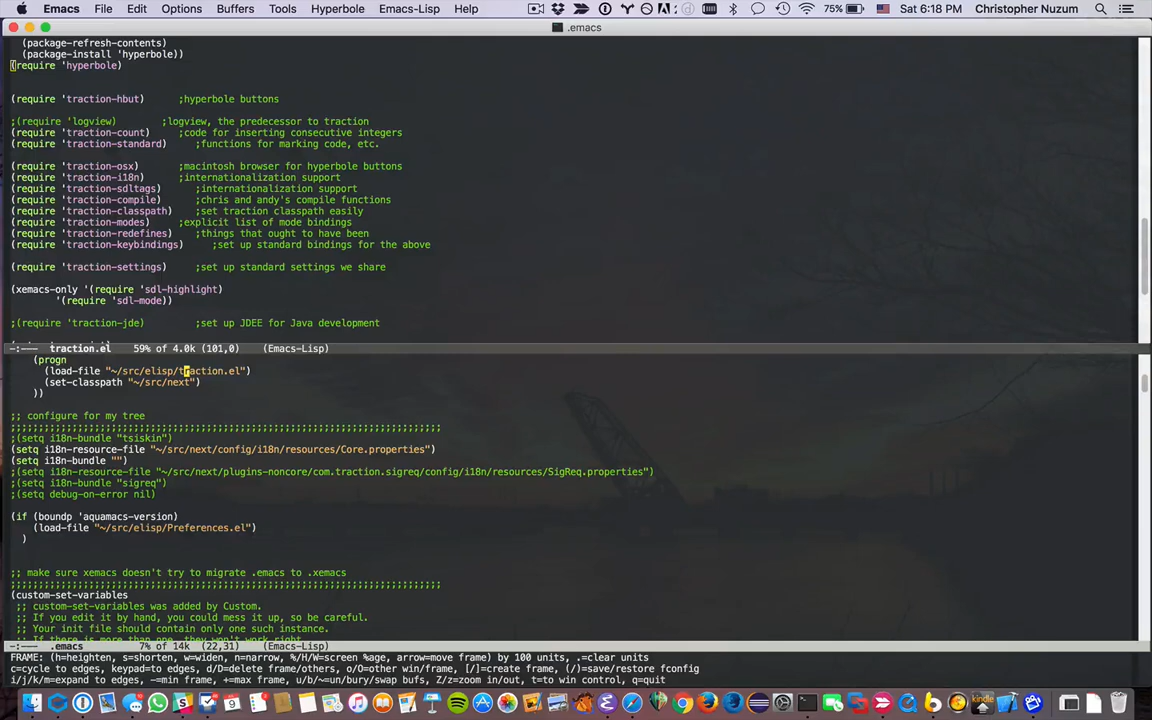 Emacs File Edit Options Buffers Tools Hyperbole Emacs-Lisp Help 75% Sat 6:18 PM Christopher Nuzum
.emacs
(package-refresh-contents)
(package-install 'hyperbole))
(require 'hyperbole)
(require 'traction-hbut) ;hyperbole buttons
;(require 'logview) ;logview, the predecessor to traction
(require 'traction-count) ;code for inserting consecutive integers
(require 'traction-standard) ;functions for marking code, etc.
(require 'traction-osx) ;macintosh browser for hyperbole buttons
(require 'traction-i18n) ;internationalization support
(require 'traction-sdltags) ;internationalization support
(require 'traction-compile) ;chris and andy's compile functions
(require 'traction-classpath) ;set traction classpath easily
(require 'traction-modes) ;explicit list of mode bindings
(require 'traction-redefines) ;things that ought to have been
(require 'traction-keybindings) ;set up standard bindings for the above
(require 'traction-settings) ;set up standard settings we share
(xemacs-only '(require 'sdl-highlight)
'(require 'sdl-mode))
;(require 'traction-jde) ;set up JDEE for Java development
-:--- traction.el 59% of 4.0k (101,0) (Emacs-Lisp)
(progn
(load-file "~/src/elisp/traction.el")
(set-classpath "~/src/next")
))
;; configure for my tree
;;;;;;;;;;;;;;;;;;;;;;;;;;;;;;;;;;;;;;;;;;;;;;;;;;;;;;;;;;;;;;;;;;;;;;;;;;;;;
;(setq i18n-bundle "tsiskin")
(setq i18n-resource-file "~/src/next/config/i18n/resources/Core.properties")
(setq i18n-bundle "")
;(setq i18n-resource-file "~/src/next/plugins-noncore/com.traction.sigreq/config/i18n/resources/SigReq.properties")
;(setq i18n-bundle "sigreq")
;(setq debug-on-error nil)
(if (boundp 'aquamacs-version)
(load-file "~/src/elisp/Preferences.el")
)
;; make sure xemacs doesn't try to migrate .emacs to .xemacs
;;;;;;;;;;;;;;;;;;;;;;;;;;;;;;;;;;;;;;;;;;;;;;;;;;;;;;;;;;;;;;;;;;;;;;;;;;;;;
(custom-set-variables
;; custom-set-variables was added by Custom.
;; If you edit it by hand, you could mess it up, so be careful.
;; Your init file should contain only one such instance.
;; If there is more than one, they won't work right.
-:--- .emacs 7% of 14k (22,31) (Emacs-Lisp)
FRAME: (h=heighten, s=shorten, w=widen, n=narrow, %/H/W=screen %age, arrow=move frame) by 100 units, .=clear units
c=cycle to edges, keypad=to edges, d/D=delete frame/others, o/O=other win/frame, [/]=create frame, (/)=save/restore fconfig
i/j/k/m=expand to edges, -=min frame, +=max frame, u/b/~=un/bury/swap bufs, Z/z=zoom in/out, t=to win control, q=quit